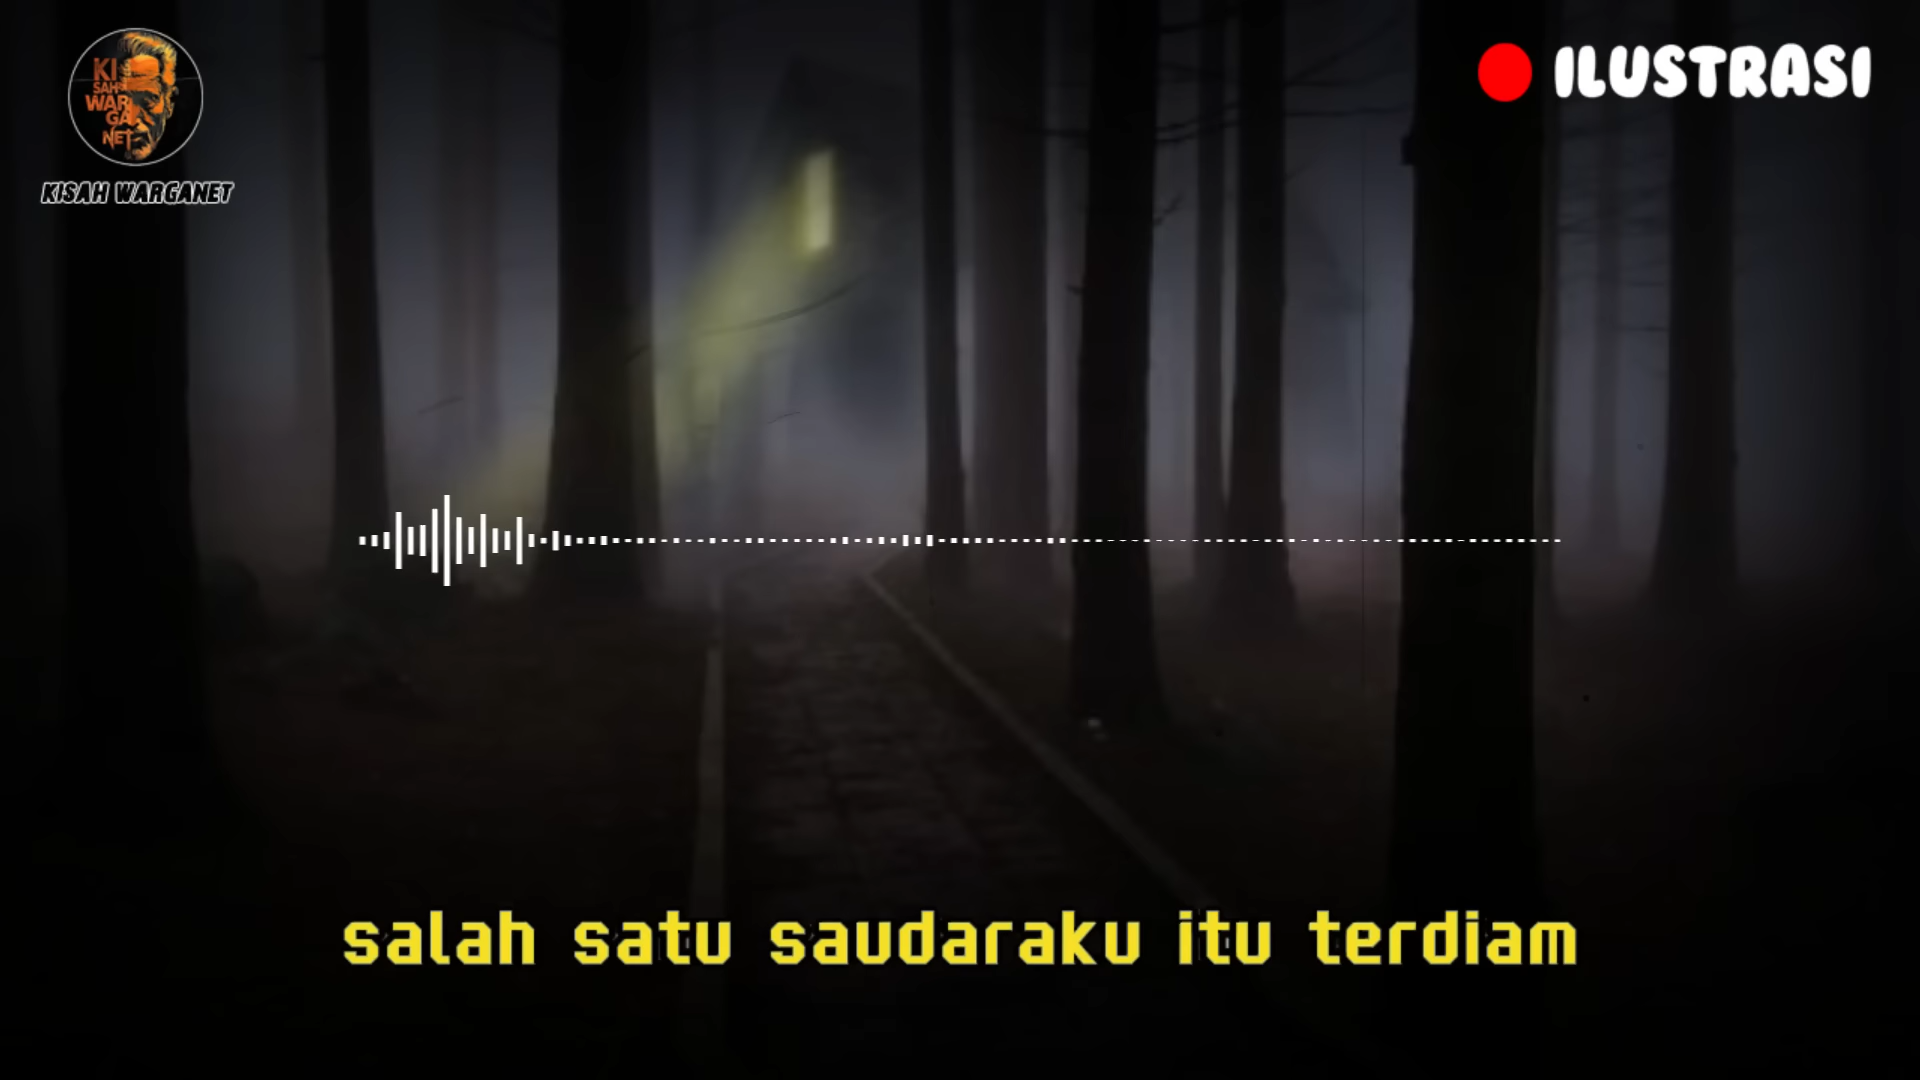 KI
SAH
WAR
GA
NET
KISAH WARGANET
ILUSTRASI
salah satu saudaraku itu terdiam